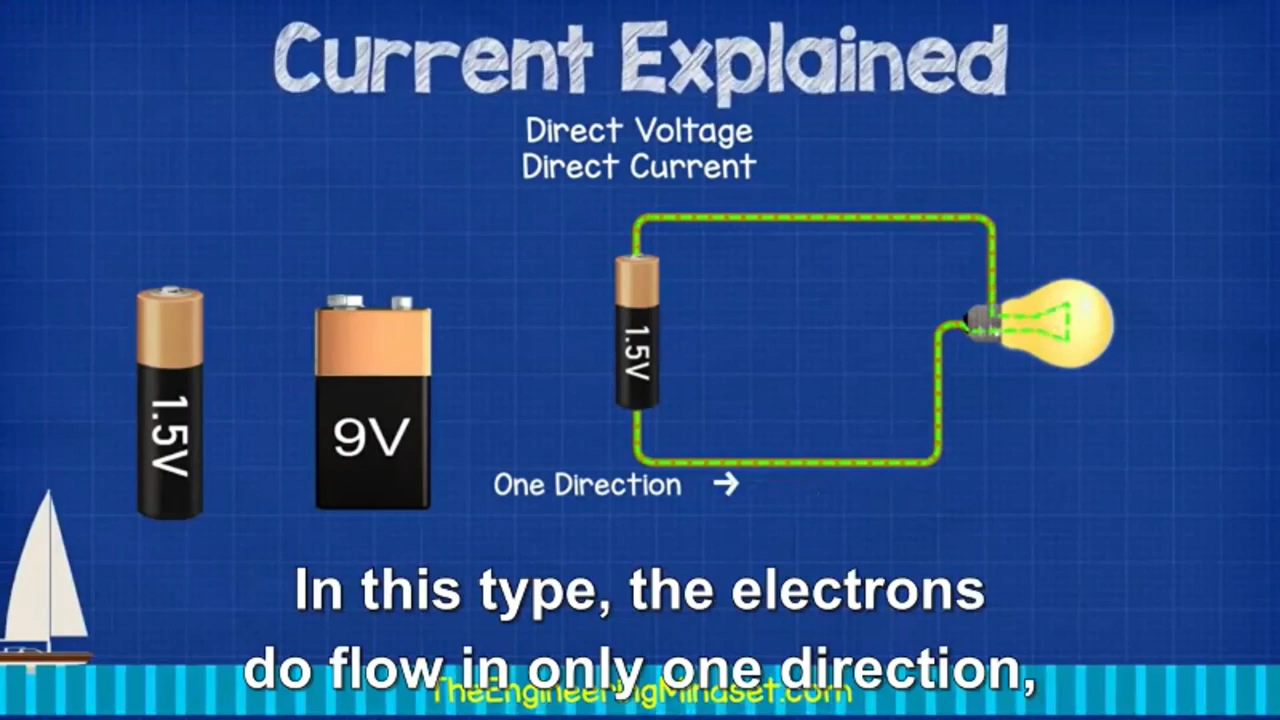 Current Explained
Direct Voltage
Direct Current
1.5V
1.5V
9V
One Direction →
In this type, the electrons
do flow in only one direction,
TheEngineeringMindset.com